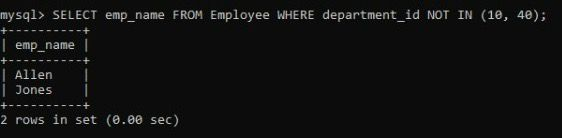 mysql> SELECT emp_name FROM Employee WHERE department_id NOT IN (10, 40);
+----------+
| emp_name |
+----------+
| Allen    |
| Jones    |
+----------+
2 rows in set (0.00 sec)